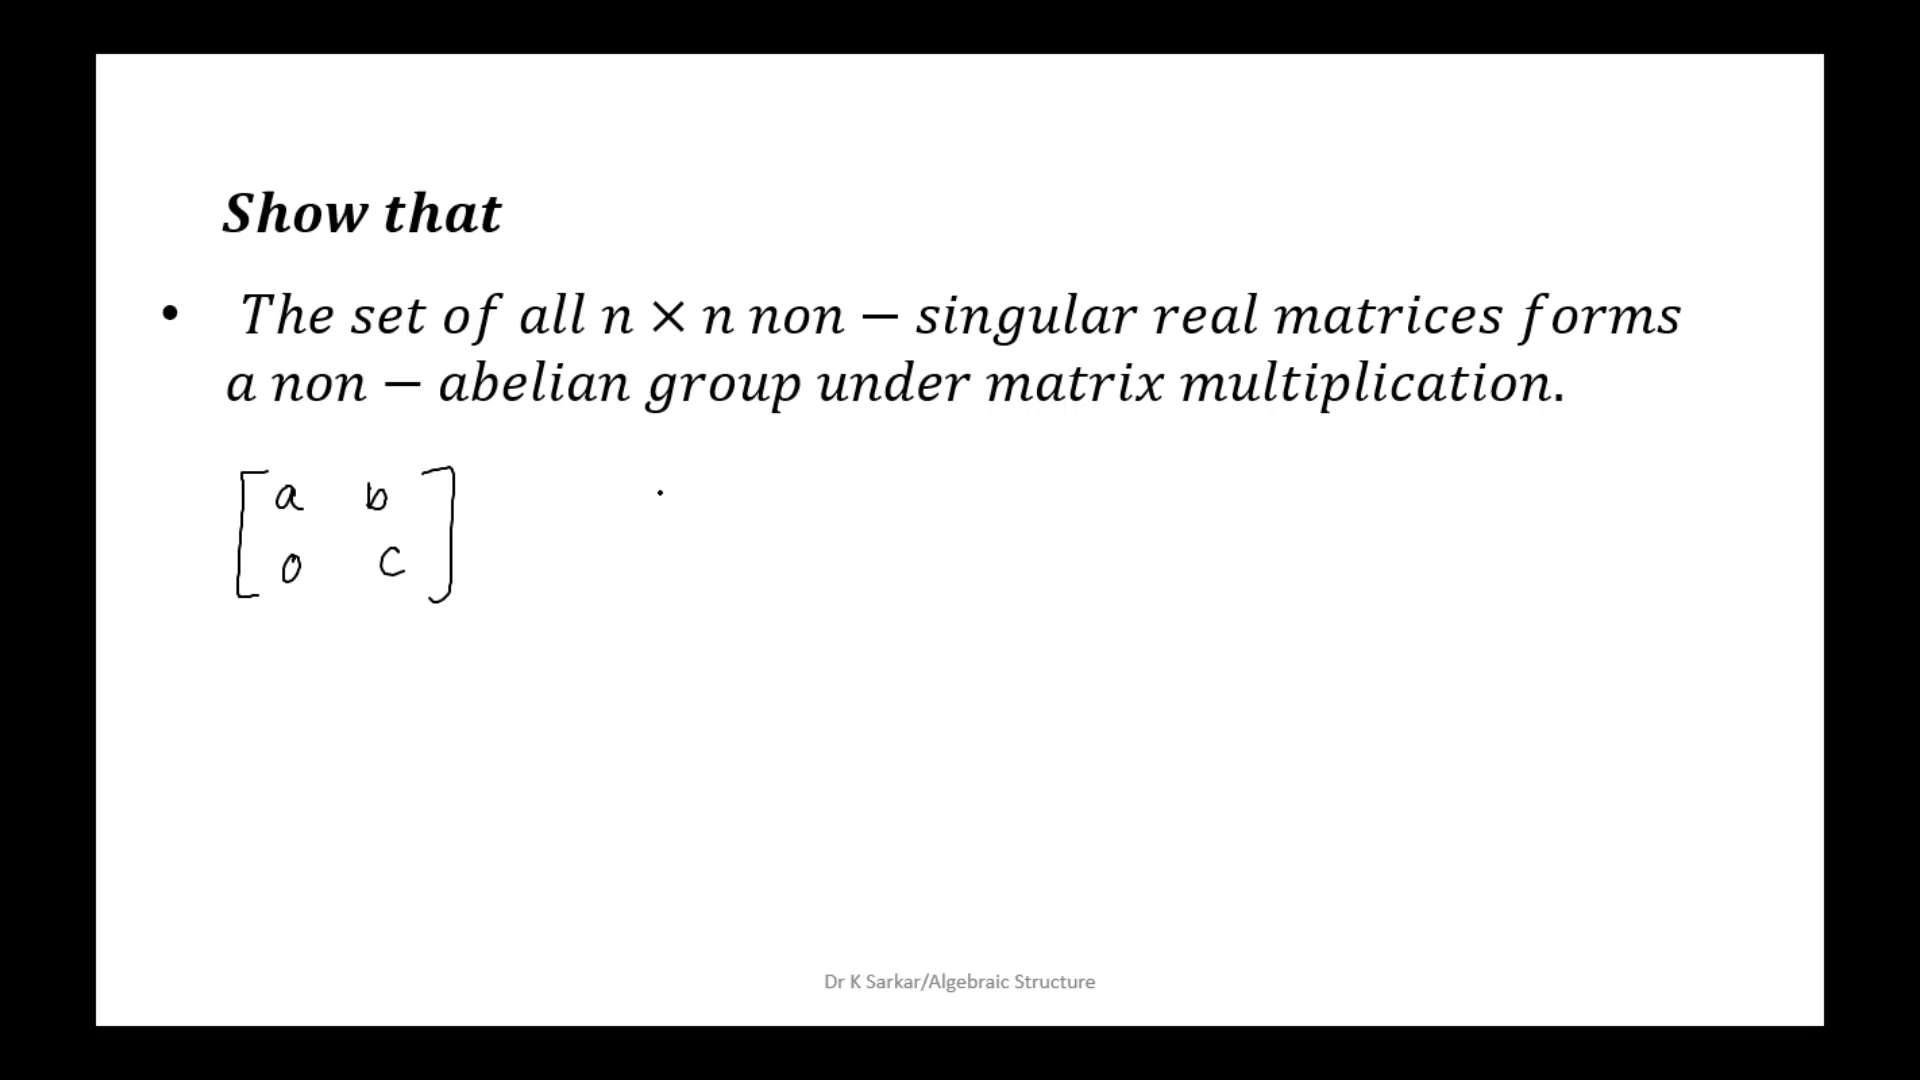 Show that
• The set of all n × n non − singular real matrices forms
a non − abelian group under matrix multiplication.
[ a b ]
[ 0 c ]
Dr K Sarkar/Algebraic Structure